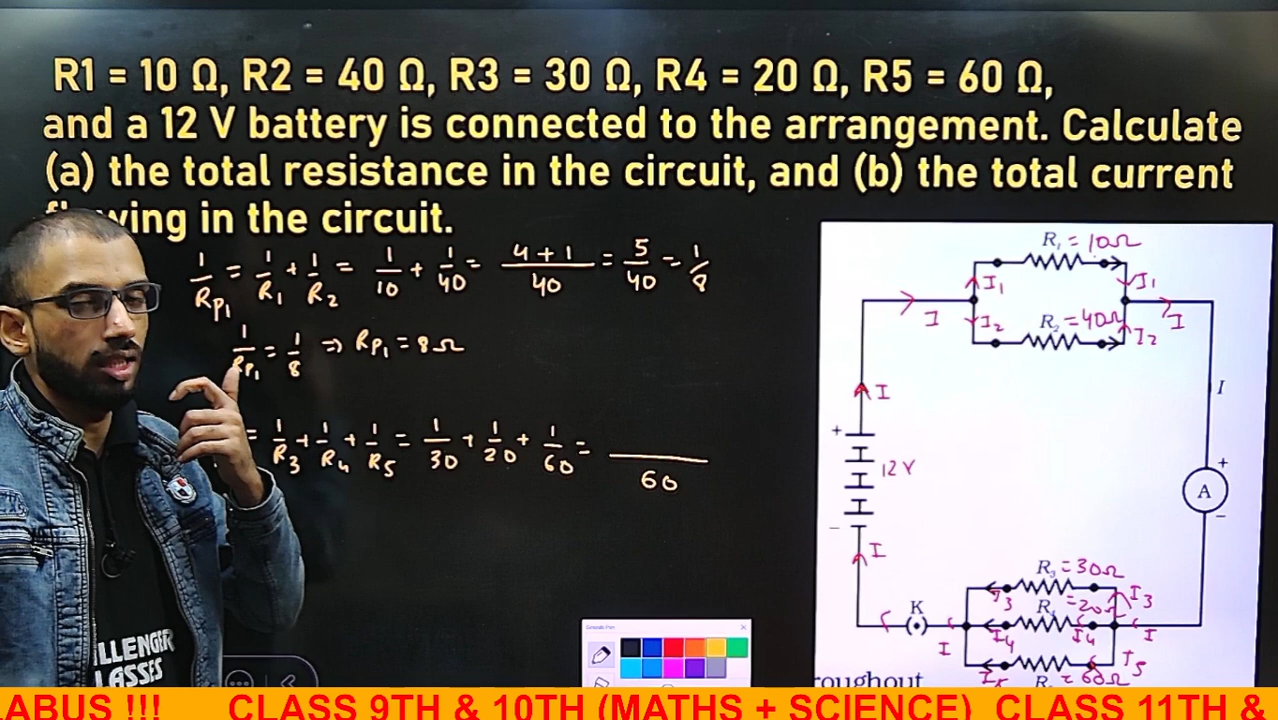 R1 = 10 Ω, R2 = 40 Ω, R3 = 30 Ω, R4 = 20 Ω, R5 = 60 Ω,
and a 12 V battery is connected to the arrangement. Calculate
(a) the total resistance in the circuit, and (b) the total current
flowing in the circuit.
1/Rp1 = 1/R1 + 1/R2 = 1/10 + 1/40 = (4+1)/40 = 5/40 = 1/8
1/Rp1 = 1/8 ⇒ Rp1 = 8Ω
= 1/R3 + 1/R4 + 1/R5 = 1/30 + 1/20 + 1/60 = /60
R1 = 10Ω
I1 I1
I I
I2 R2 = 40Ω I2
I I
+ 12 V −
+ A −
I
R3 = 30Ω
I3 I3
K
I R4 = 20Ω I
I4 I4
I5 I5
= 60Ω
roughout
LLENGER
LASSES
LABUS !!! CLASS 9TH & 10TH (MATHS + SCIENCE) CLASS 11TH &